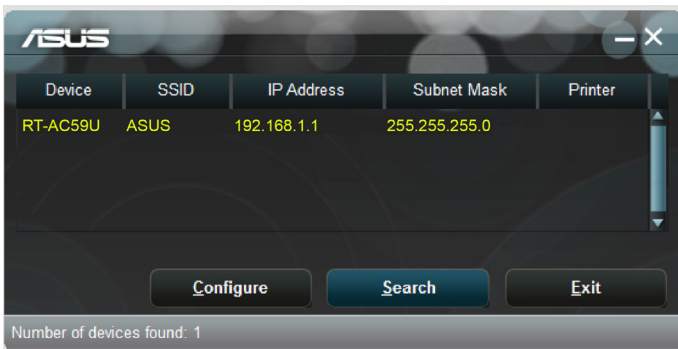 ASUS
Device SSID IP Address Subnet Mask Printer
RT-AC59U ASUS 192.168.1.1 255.255.255.0
Configure Search Exit
Number of devices found: 1